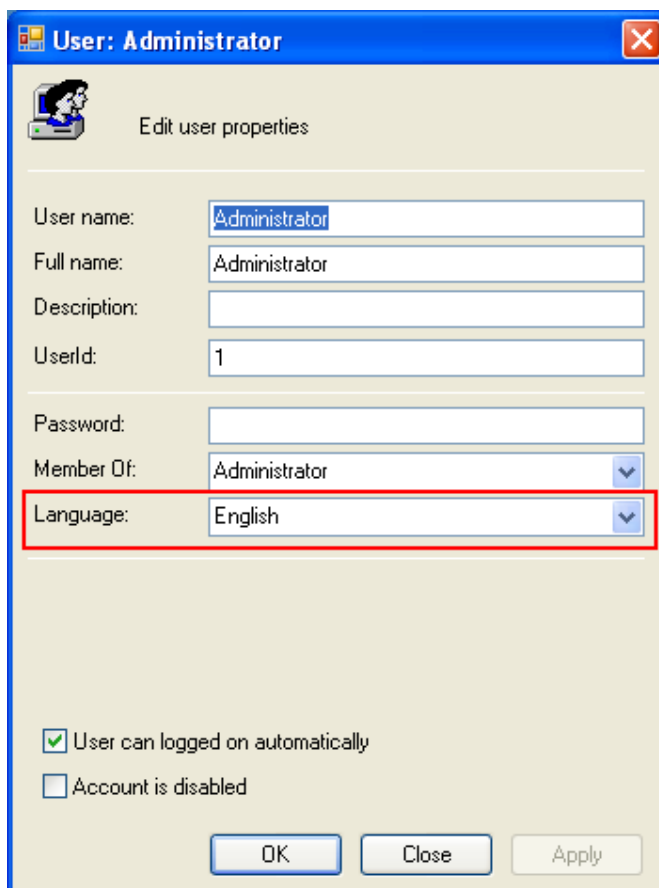 User: Administrator
Edit user properties
User name: Administrator
Full name: Administrator
Description:
UserId: 1
Password:
Member Of: Administrator
Language: English
User can logged on automatically
Account is disabled
OK Close Apply